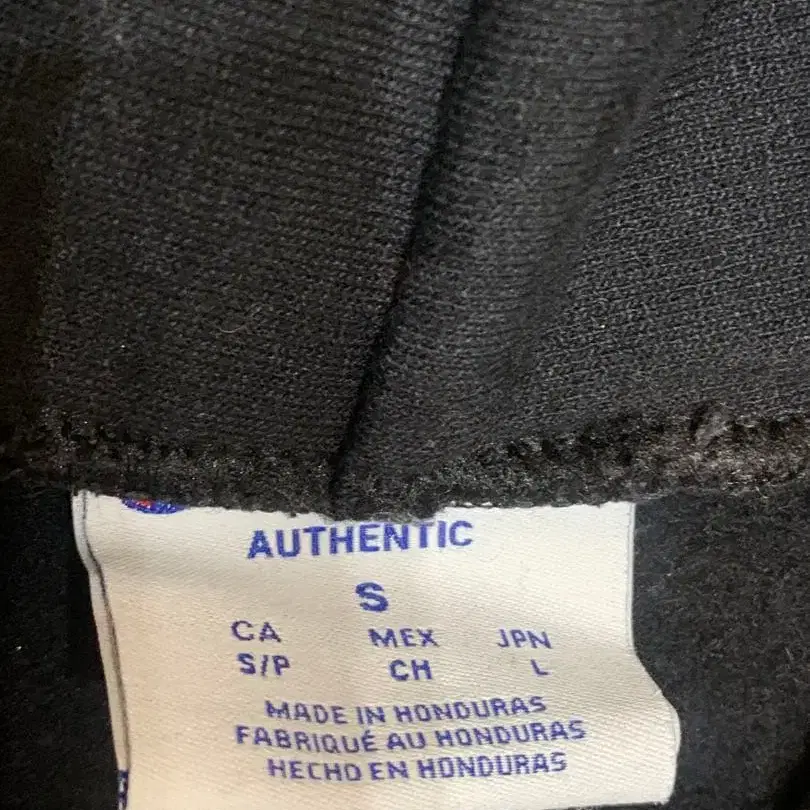 AUTHENTIC
S
CA MEX JPN
S/P CH L
MADE IN HONDURAS
FABRIQUÉ AU HONDURAS
HECHO EN HONDURAS